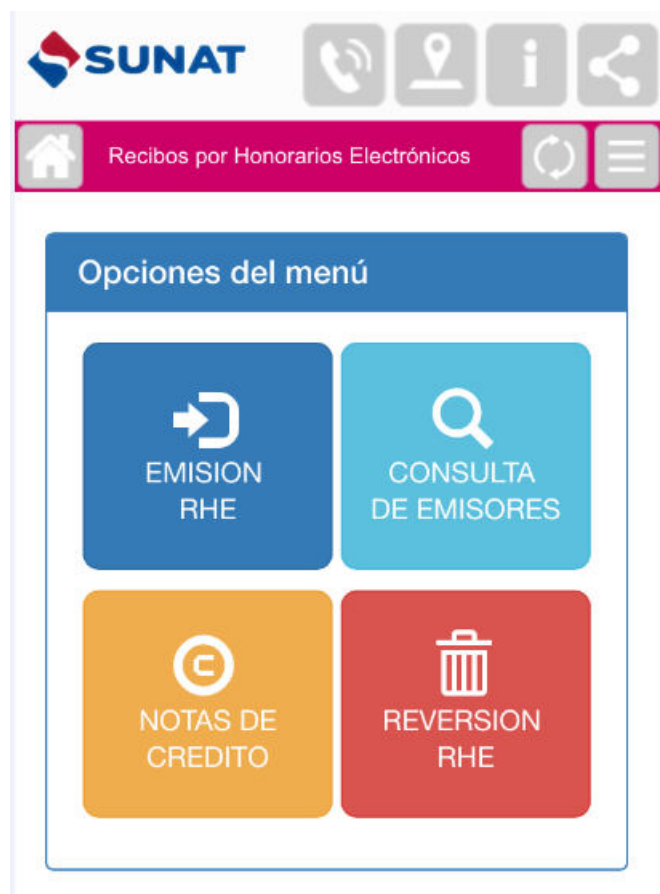 SUNAT
Recibos por Honorarios Electrónicos
Opciones del menú
EMISION
RHE
CONSULTA
DE EMISORES
NOTAS DE
CREDITO
REVERSION
RHE